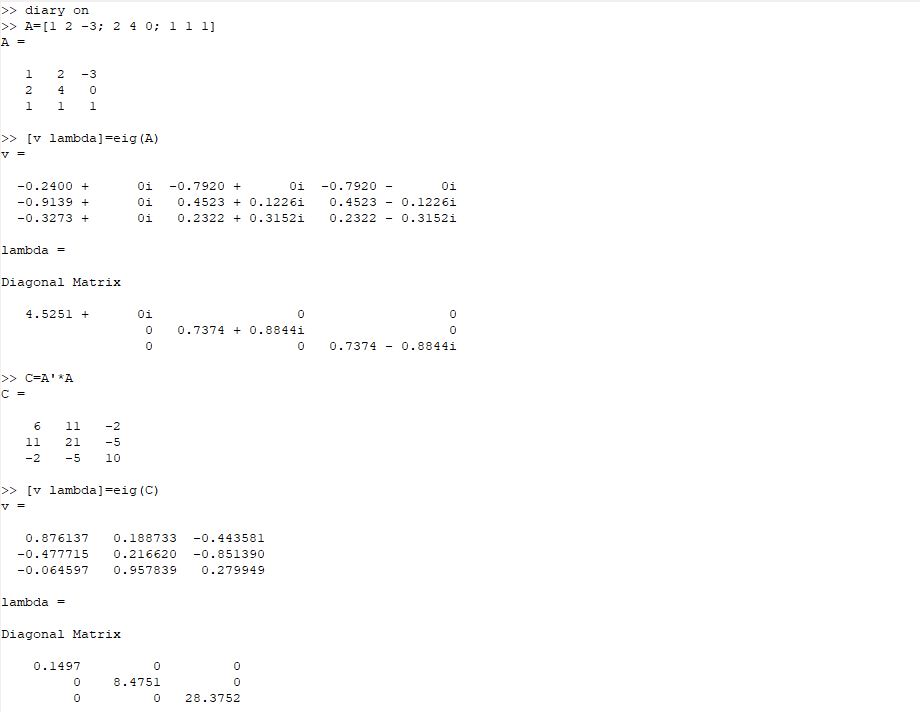 >> diary on
>> A=[1 2 -3; 2 4 0; 1 1 1]
A =
1 2 -3
2 4 0
1 1 1
>> [v lambda]=eig(A)
v =
-0.2400 + 0i -0.7920 + 0i -0.7920 - 0i
-0.9139 + 0i 0.4523 + 0.1226i 0.4523 - 0.1226i
-0.3273 + 0i 0.2322 + 0.3152i 0.2322 - 0.3152i
lambda =
Diagonal Matrix
4.5251 + 0i 0 0
0 0.7374 + 0.8844i 0
0 0 0.7374 - 0.8844i
>> C=A'*A
C =
6 11 -2
11 21 -5
-2 -5 10
>> [v lambda]=eig(C)
v =
0.876137 0.188733 -0.443581
-0.477715 0.216620 -0.851390
-0.064597 0.957839 0.279949
lambda =
Diagonal Matrix
0.1497 0 0
0 8.4751 0
0 0 28.3752